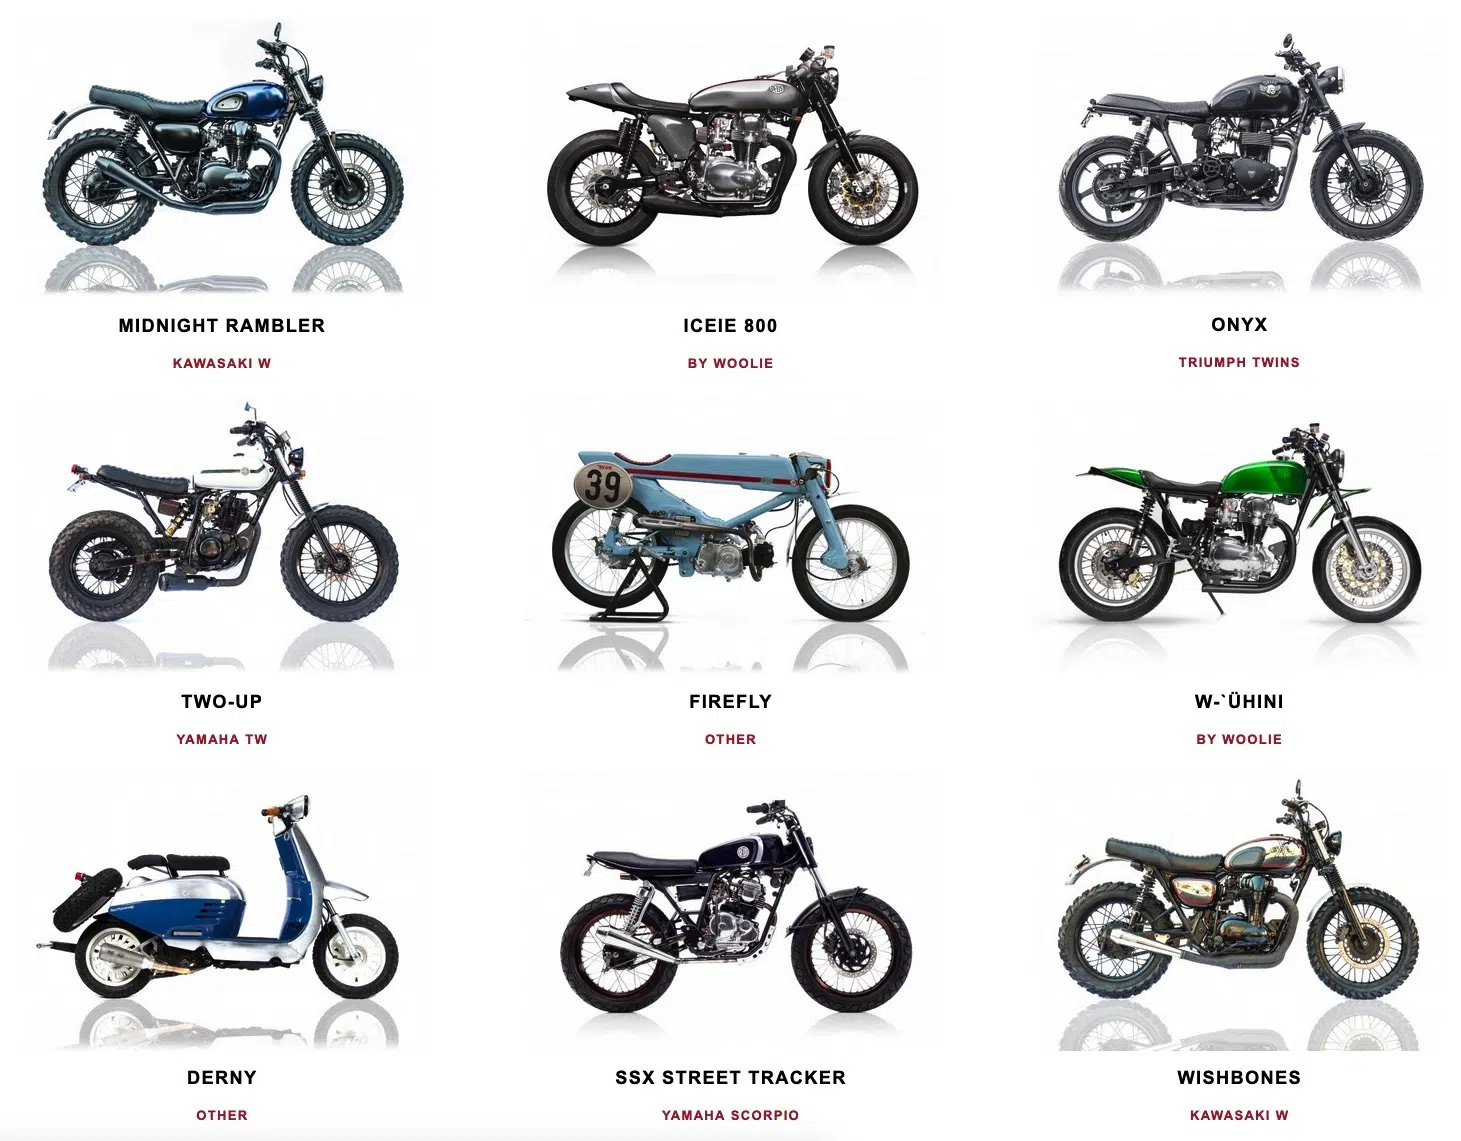 MIDNIGHT RAMBLER
KAWASAKI W
ICEIE 800
BY WOOLIE
ONYX
TRIUMPH TWINS
39
TWO-UP
YAMAHA TW
FIREFLY
OTHER
W-`ÜHINI
BY WOOLIE
DERNY
OTHER
SSX STREET TRACKER
YAMAHA SCORPIO
WISHBONES
KAWASAKI W